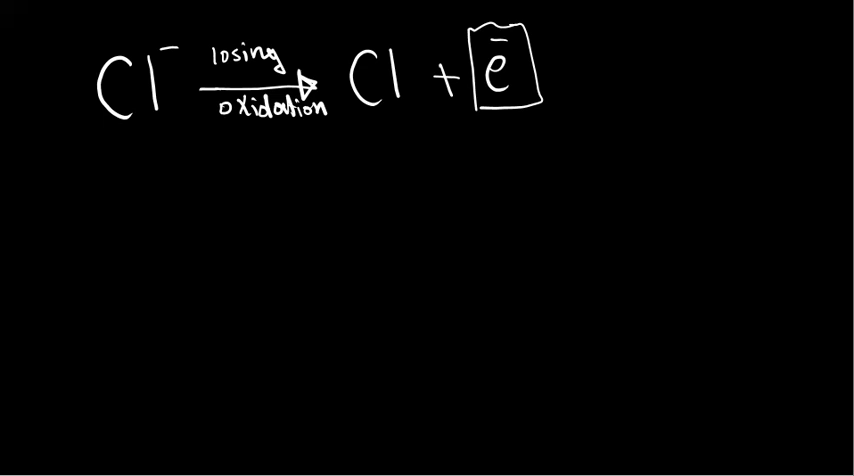 losing
Cl⁻ → Cl + e⁻
oxidation